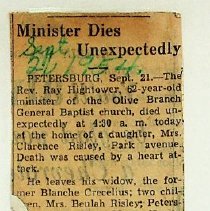 Minister Dies
Unexpectedly
Sept.
21, 1954
PETERSBURG, Sept. 21.—The
Rev. Ray Hightower, 62-year-old
minister of the Olive Branch
General Baptist church, died un-
expectedly at 4:30 a. m. today
at the home of a daughter, Mrs.
Clarence Risley, Park avenue.
Death was caused by a heart at-
tack.
He leaves his widow, the for-
mer Blanche Crecelius; two chil-
dren, Mrs. Beulah Risley; Peters-